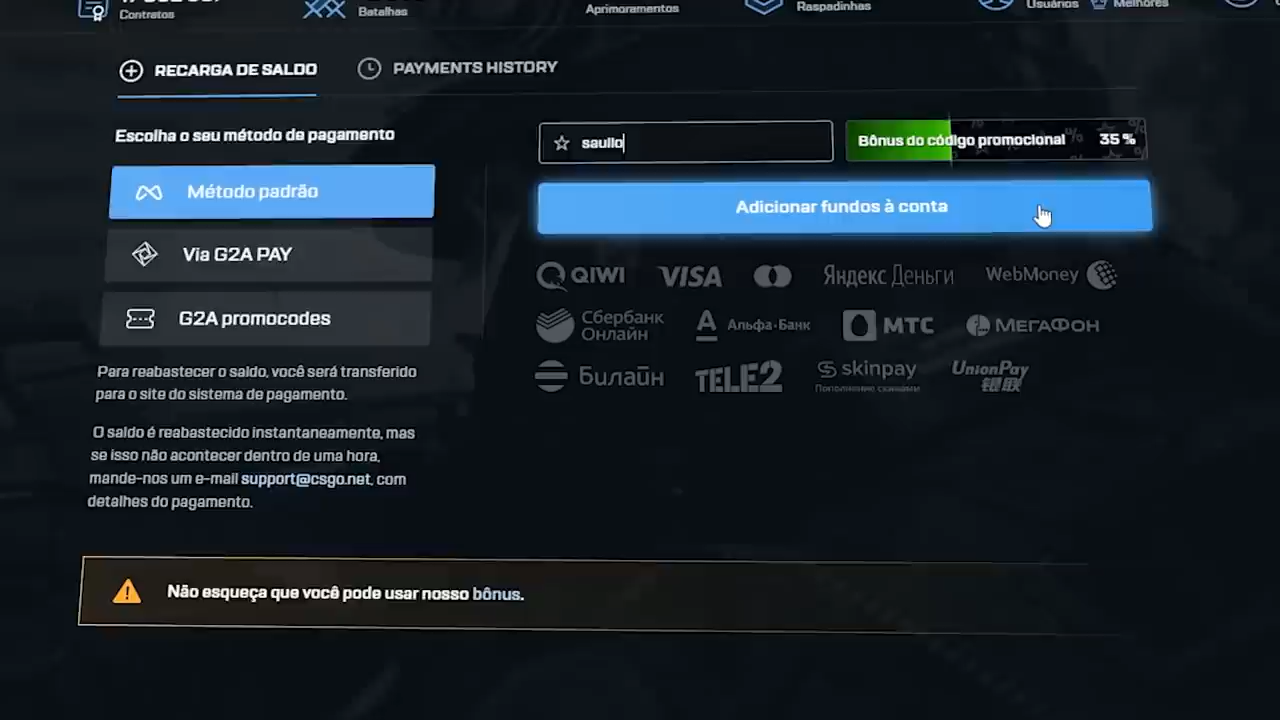 Contratos
Batalhas
Aprimoramentos
Raspadinhas
Usuários
Melhores
RECARGA DE SALDO
PAYMENTS HISTORY
Escolha o seu método de pagamento
saullo
Bônus do código promocional 35 %
Método padrão
Adicionar fundos à conta
Via G2A PAY
QIWI VISA Яндекс Деньги WebMoney
G2A promocodes
Сбербанк
Онлайн
Альфа·Банк МТС МЕГАФОН
Билайн TELE2 skinpay
Пополнение скинами
UnionPay
银联
Para reabastecer o saldo, você será transferido
para o site do sistema de pagamento.
O saldo é reabastecido instantaneamente, mas
se isso não acontecer dentro de uma hora,
mande-nos um e-mail support@csgo.net, com
detalhes do pagamento.
Não esqueça que você pode usar nosso bônus.